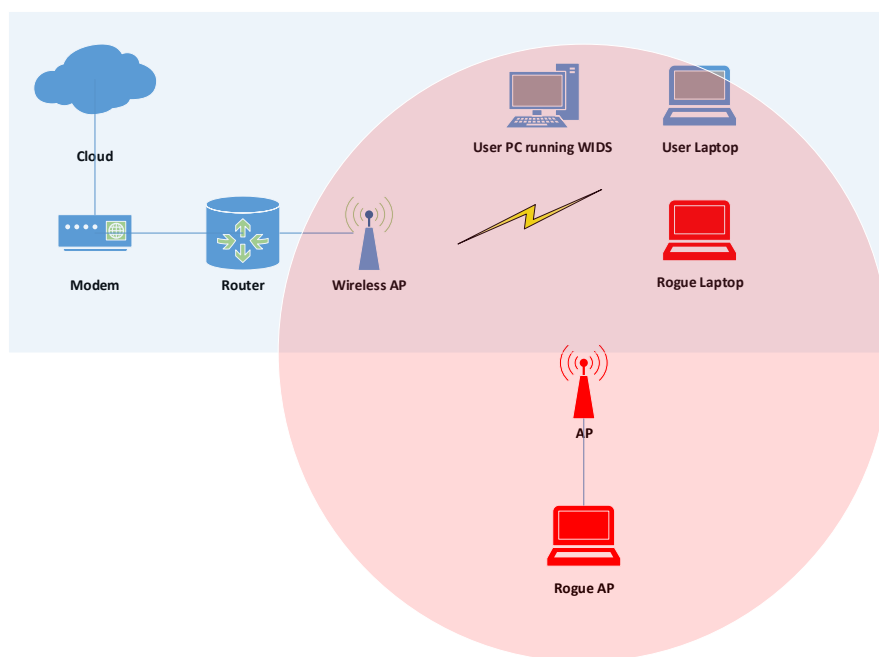 User PC running WIDS
User Laptop
Cloud
Modem
Router
Wireless AP
Rogue Laptop
AP
Rogue AP